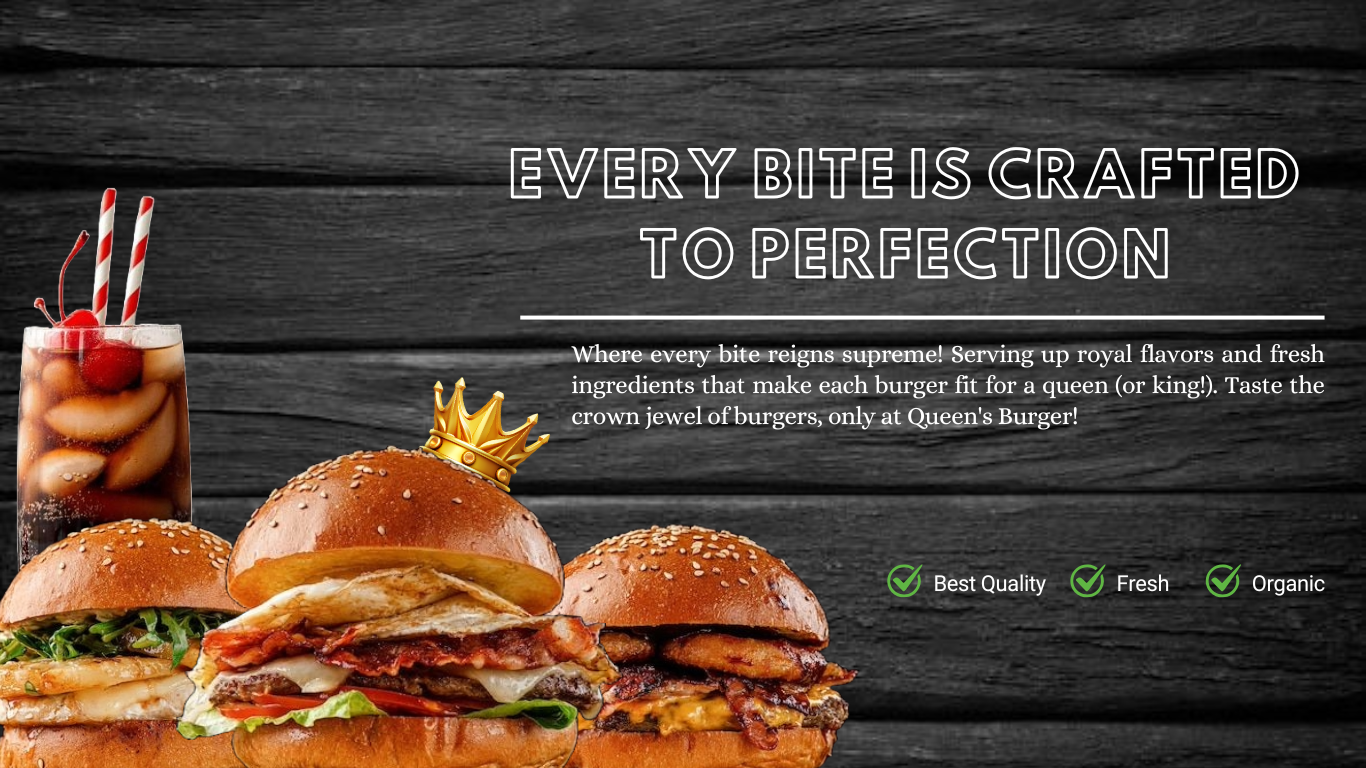 EVERY BITE IS CRAFTED
TO PERFECTION
Where every bite reigns supreme! Serving up royal flavors and fresh
ingredients that make each burger fit for a queen (or king!). Taste the
crown jewel of burgers, only at Queen's Burger!
Best Quality Fresh Organic